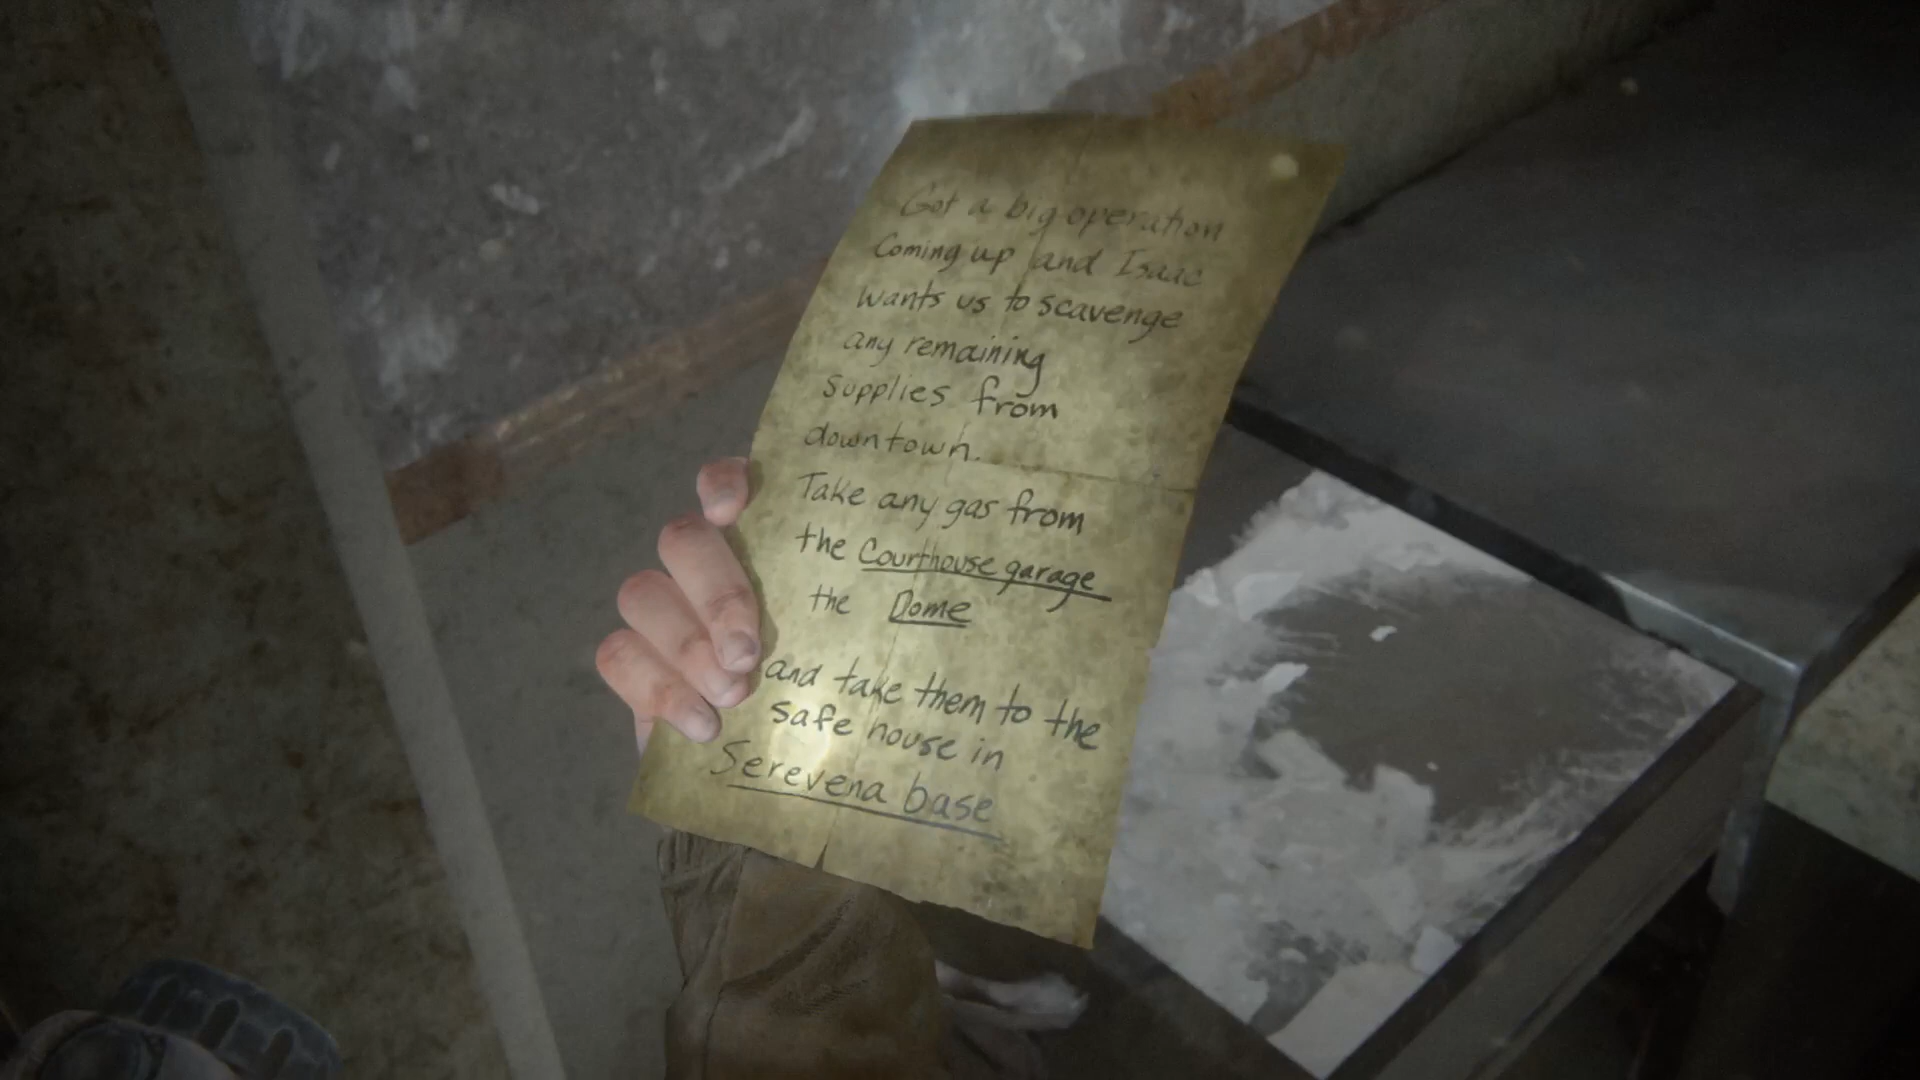 Got a big operation
Coming up and Isaac
wants us to scavenge
any remaining
supplies from
downtown.
Take any gas from
the Courthouse garage
the Dome
and take them to the
safe house in
Serevena base